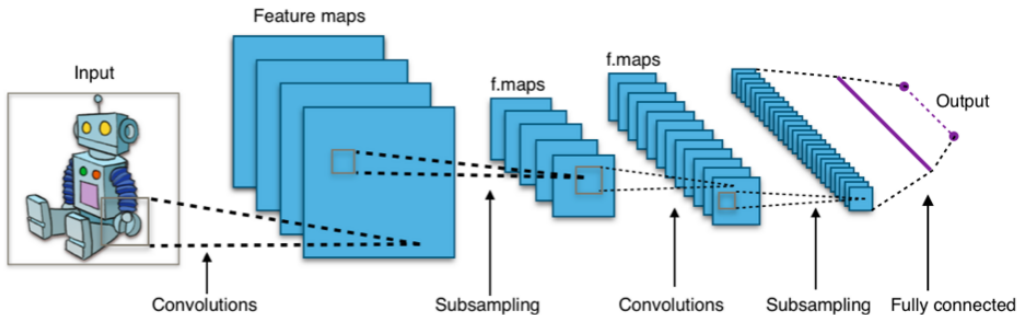 Feature maps
Input
f.maps
f.maps
Output
Convolutions
Subsampling
Convolutions
Subsampling
Fully connected